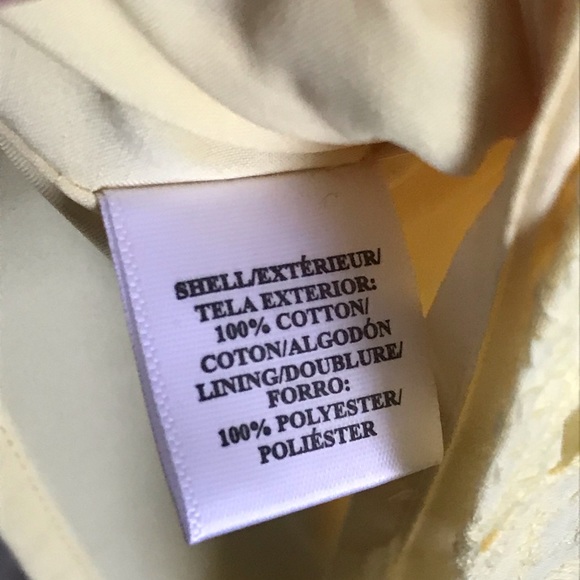 SHELL/EXTÉRIEUR/
TELA EXTERIOR:
100% COTTON/
COTON/ALGODÓN
LINING/DOUBLURE/
FORRO:
100% POLYESTER/
POLIÉSTER